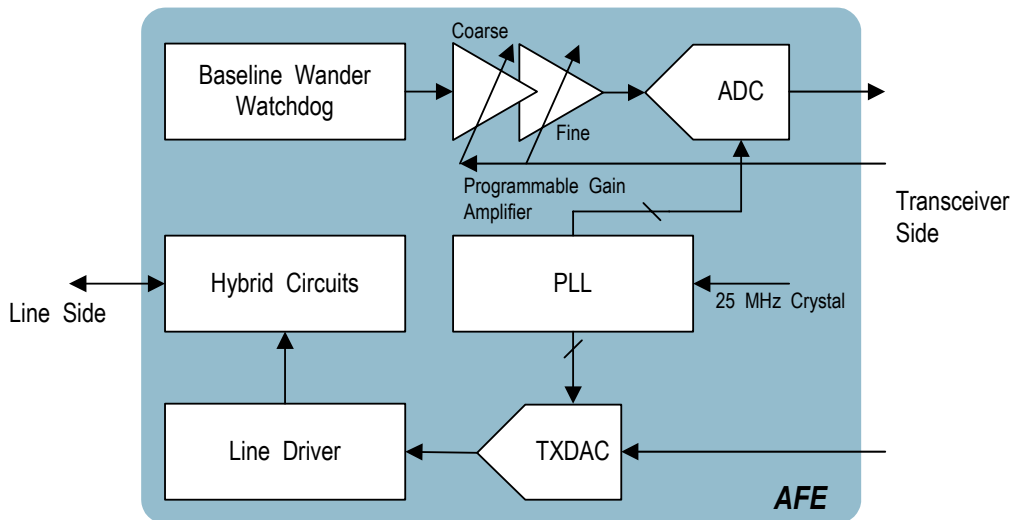 Coarse
Baseline Wander
Watchdog
ADC
Fine
Programmable Gain
Amplifier
Transceiver
Side
Hybrid Circuits
PLL
25 MHz Crystal
Line Side
Line Driver
TXDAC
AFE